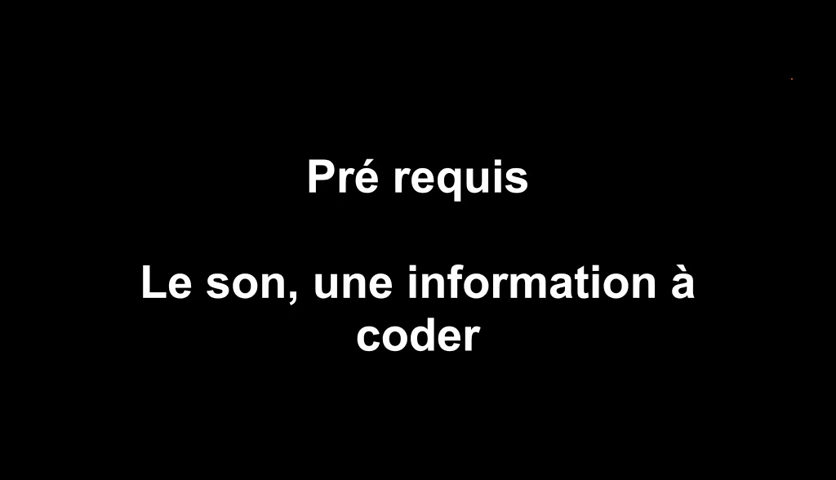 Pré requis
Le son, une information à
coder